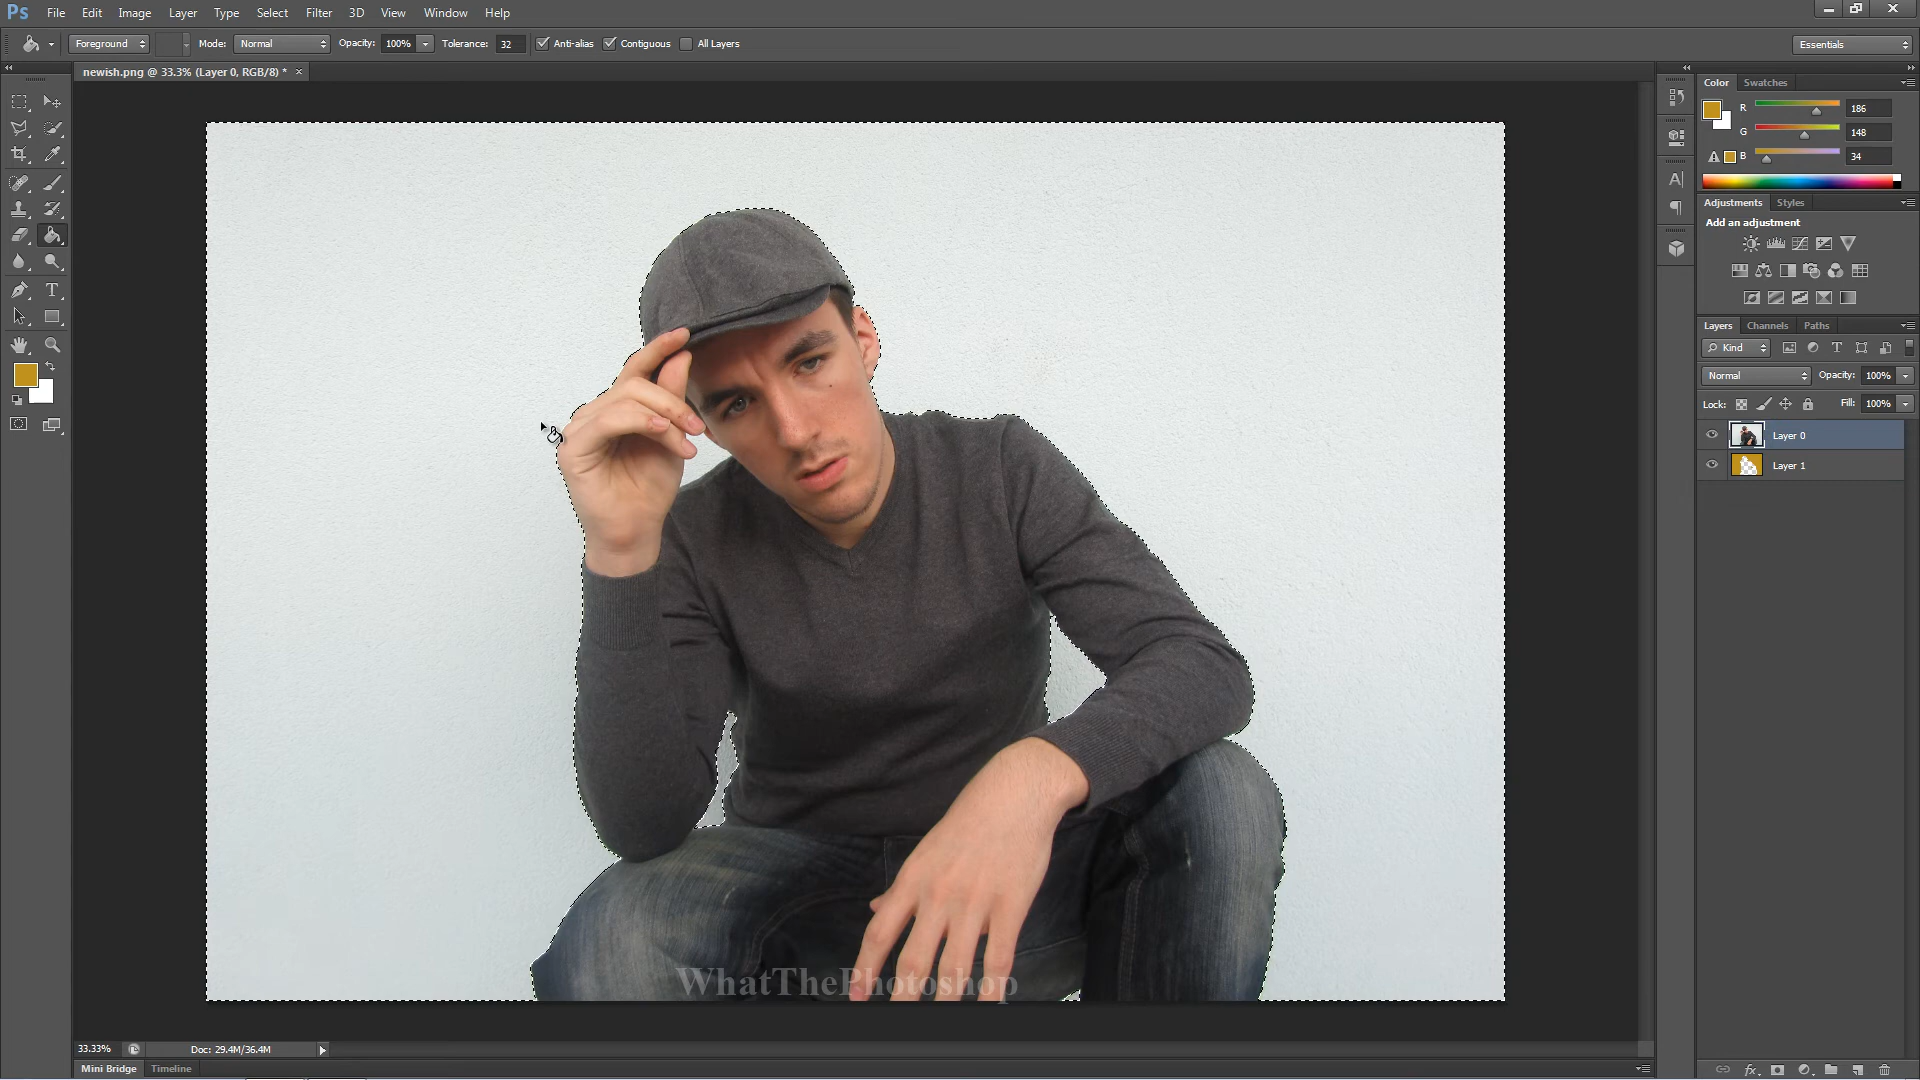 Ps File Edit Image Layer Type Select Filter 3D View Window Help
Foreground Mode: Normal Opacity: 100% Tolerance: 32 Anti-alias Contiguous All Layers Essentials
newish.png @ 33.3% (Layer 0, RGB/8) * ×
Color Swatches
R 186
G 148
B 34
Adjustments Styles
Add an adjustment
Layers Channels Paths
Kind
Normal Opacity: 100%
Lock: Fill: 100%
Layer 0
Layer 1
WhatThePhotoshop
33.33% Doc: 29.4M/36.4M
Mini Bridge Timeline